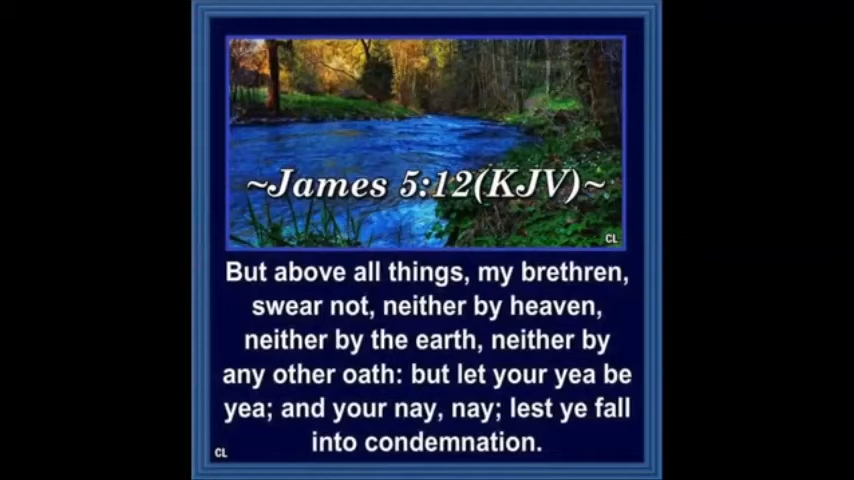 ~James 5:12(KJV)~
CL
But above all things, my brethren,
swear not, neither by heaven,
neither by the earth, neither by
any other oath: but let your yea be
yea; and your nay, nay; lest ye fall
into condemnation.
CL